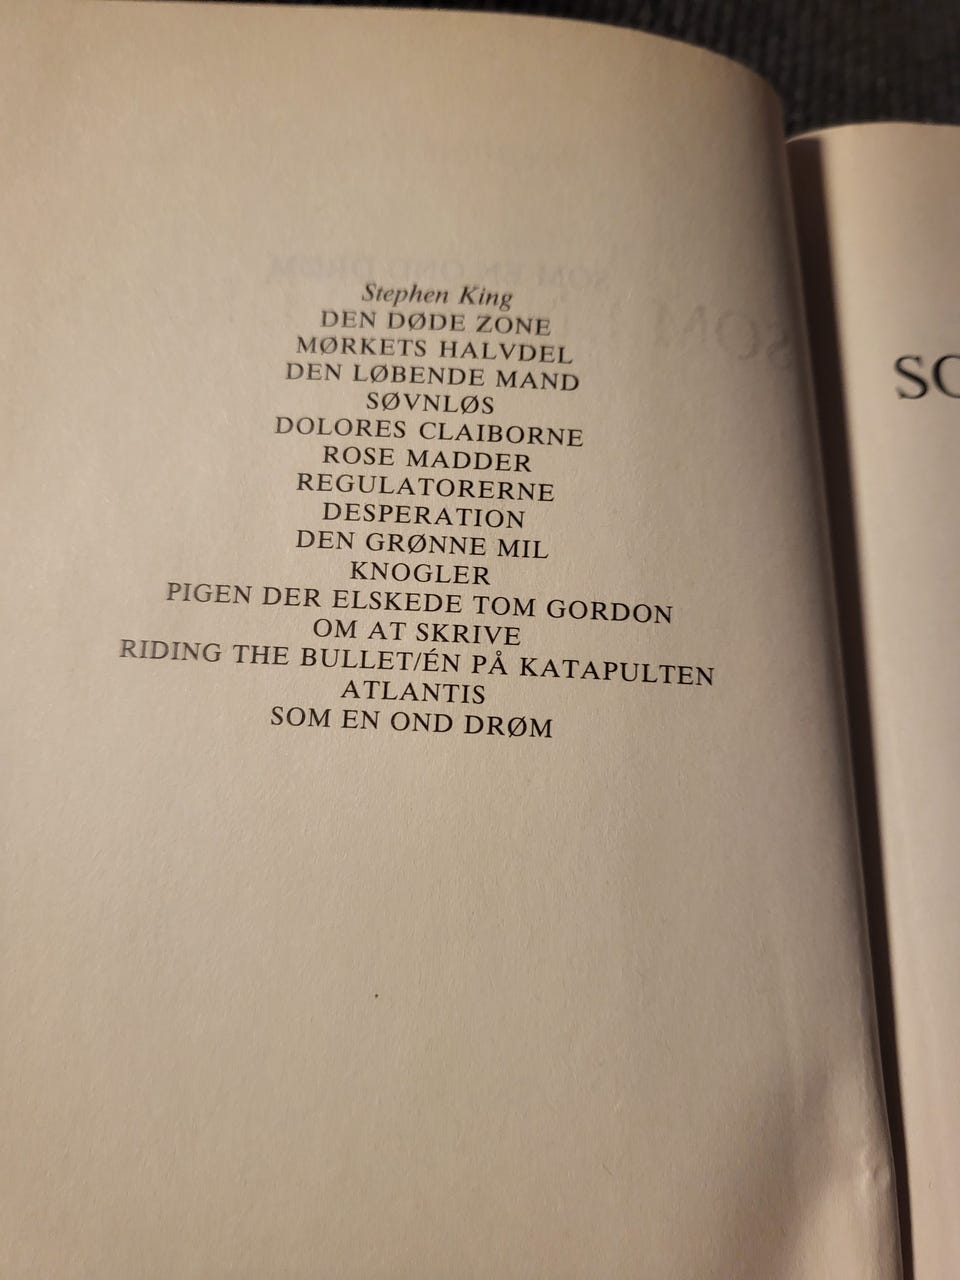 Stephen King
DEN DØDE ZONE
MØRKETS HALVDEL
DEN LØBENDE MAND
SØVNLØS
DOLORES CLAIBORNE
ROSE MADDER
REGULATORERNE
DESPERATION
DEN GRØNNE MIL
KNOGLER
PIGEN DER ELSKEDE TOM GORDON
OM AT SKRIVE
RIDING THE BULLET/ÉN PÅ KATAPULTEN
ATLANTIS
SOM EN OND DRØM